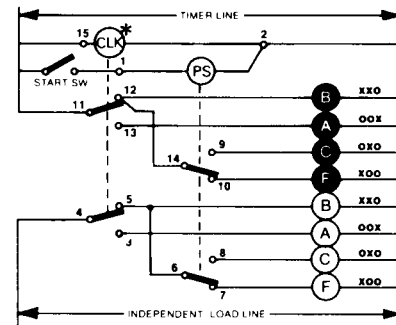 TIMER LINE
15 CLK * 2
START SW 1 PS
12 B XXO
11 13 A OOX
9 C OXO
14 10 F XOO
5 B XXO
4 3 A OOX
8 C OXO
6 7 F XOO
INDEPENDENT LOAD LINE